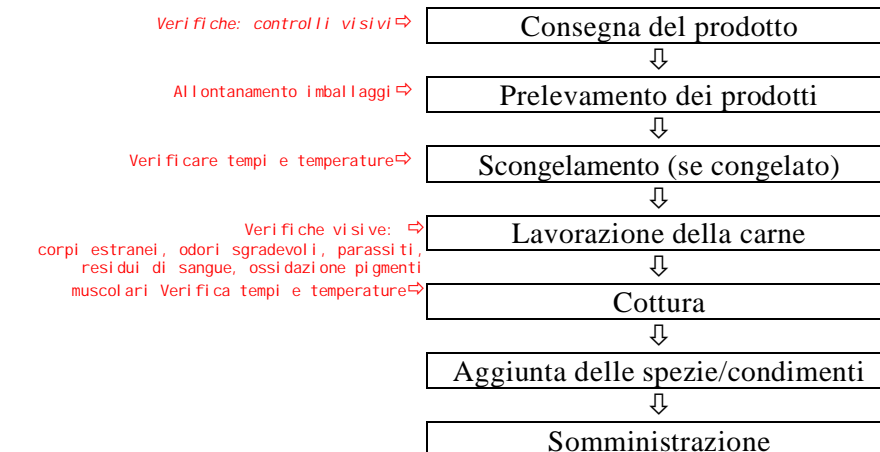 Verifiche: controlli visivi⇨ Consegna del prodotto
⇩
Allontanamento imballaggi⇨ Prelevamento dei prodotti
⇩
Verificare tempi e temperature⇨ Scongelamento (se congelato)
⇩
Verifiche visive: ⇨ Lavorazione della carne
corpi estranei, odori sgradevoli, parassiti,
residui di sangue, ossidazione pigmenti
⇩
muscolari Verifica tempi e temperature⇨ Cottura
⇩
Aggiunta delle spezie/condimenti
⇩
Somministrazione